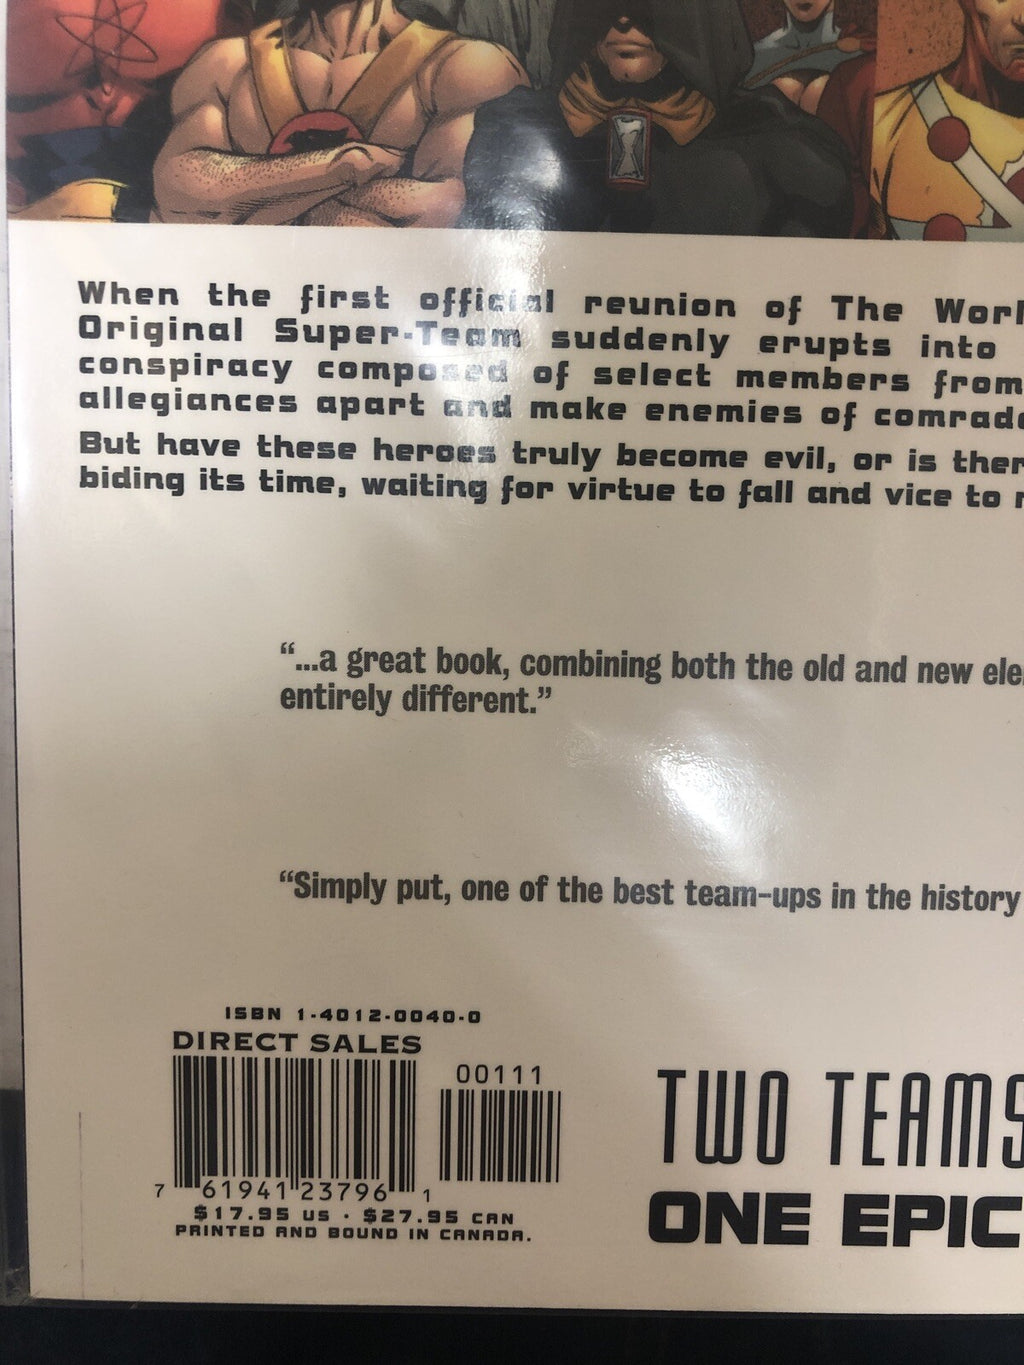 When the first official reunion of The Worl
Original Super-Team suddenly erupts into
conspiracy composed of select members from
allegiances apart and make enemies of comrade
But have these heroes truly become evil, or is ther
biding its time, waiting for virtue to fall and vice to r
“...a great book, combining both the old and new ele
entirely different.”
“Simply put, one of the best team-ups in the history
ISBN 1-4012-0040-0
DIRECT SALES
00111
7 61941 23796 1
$17.95 US · $27.95 CAN
PRINTED AND BOUND IN CANADA.
TWO TEAMS
ONE EPIC